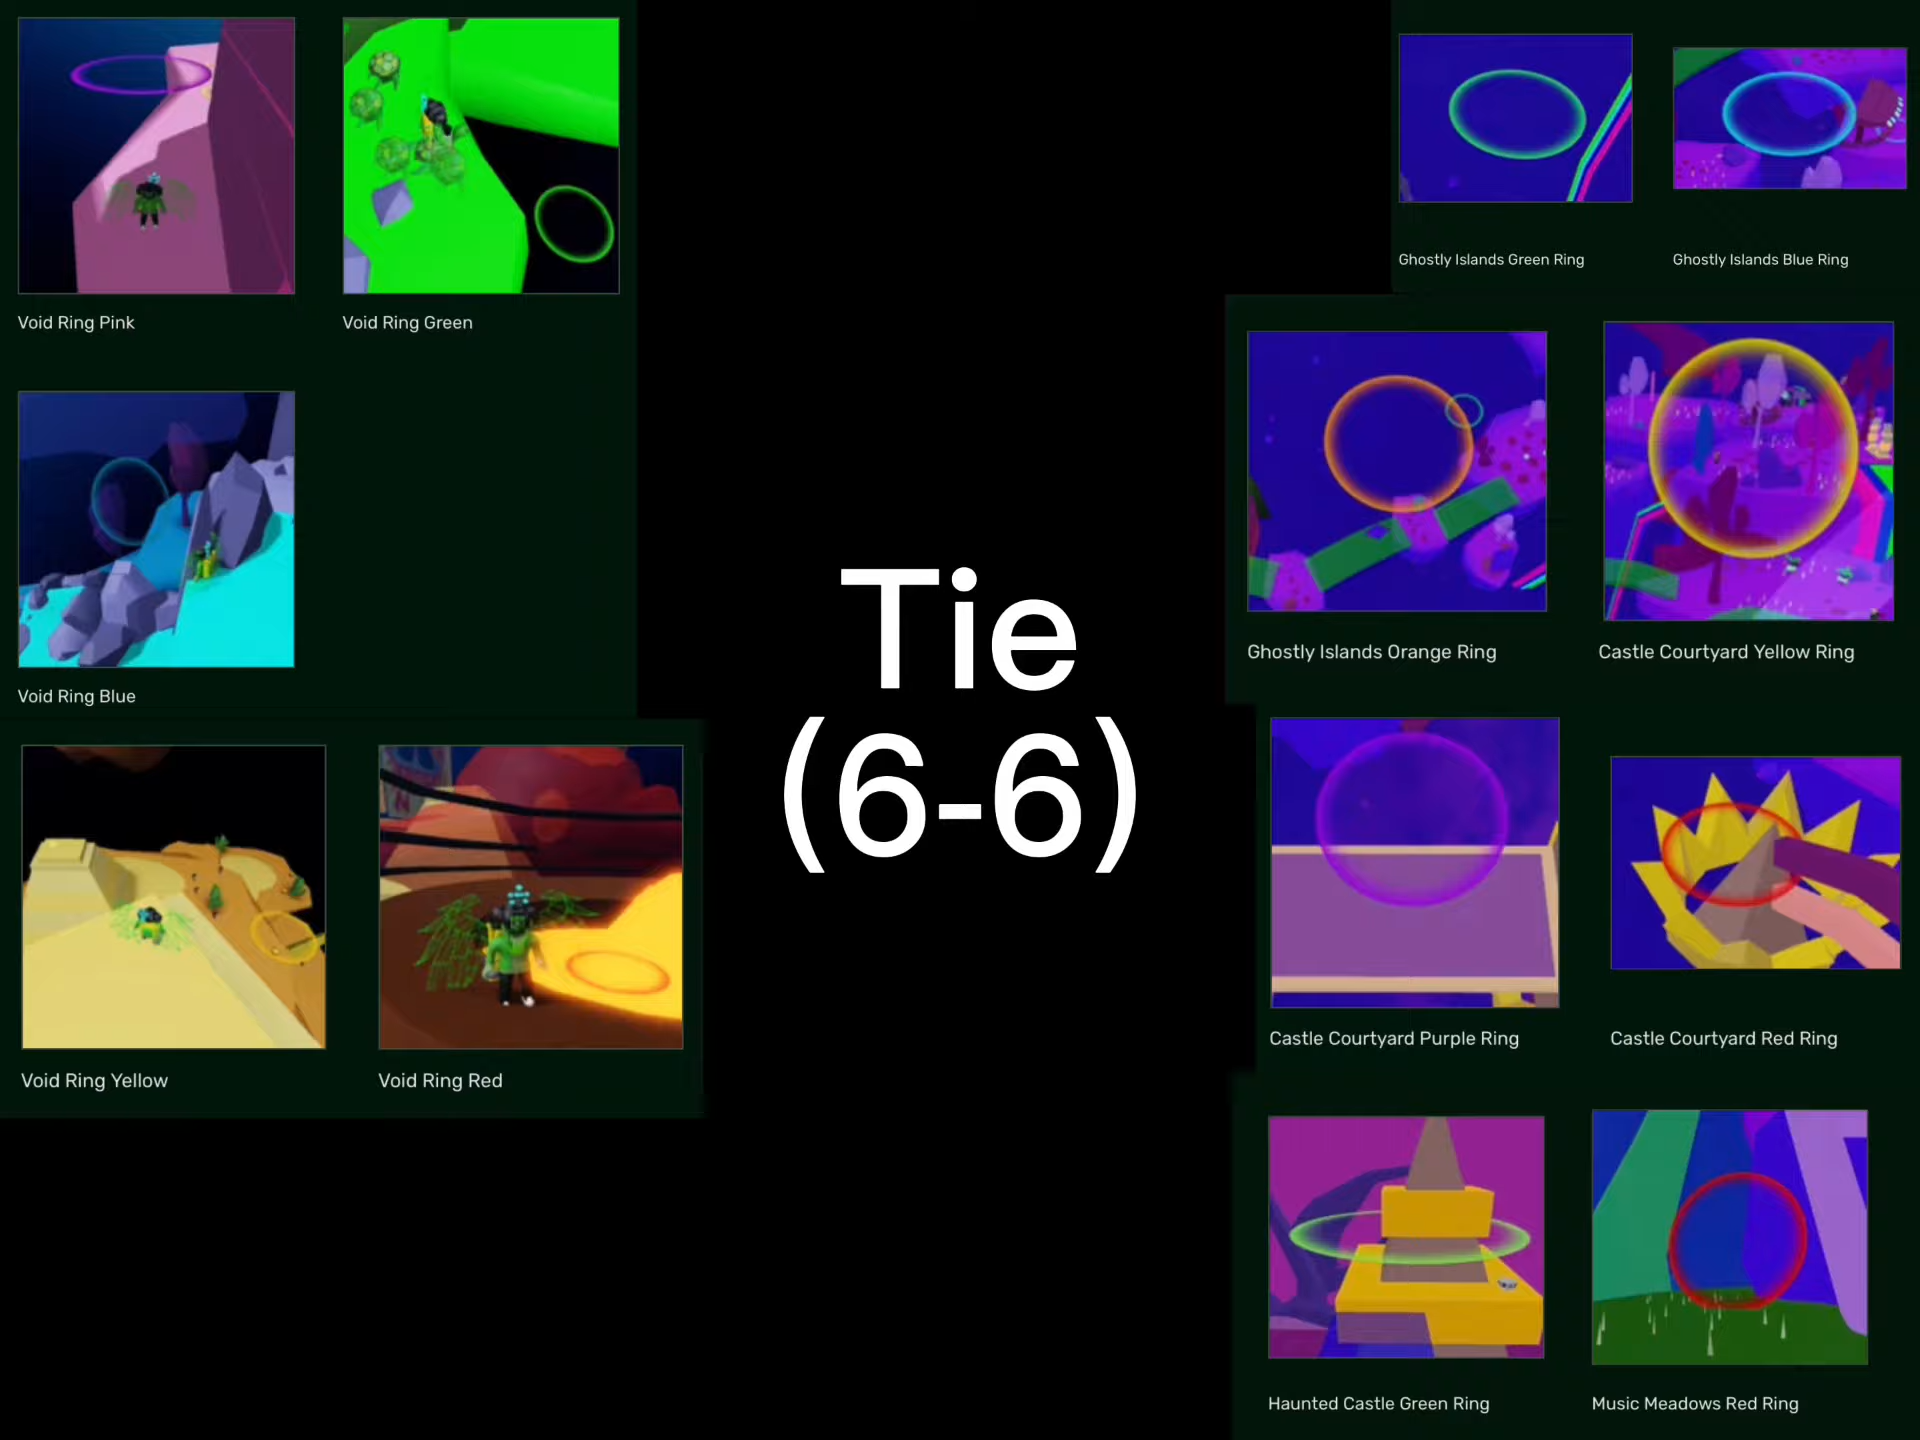 Void Ring Pink
Void Ring Green
Void Ring Blue
Void Ring Yellow
Void Ring Red
Tie
(6-6)
Ghostly Islands Green Ring
Ghostly Islands Blue Ring
Ghostly Islands Orange Ring
Castle Courtyard Yellow Ring
Castle Courtyard Purple Ring
Castle Courtyard Red Ring
Haunted Castle Green Ring
Music Meadows Red Ring